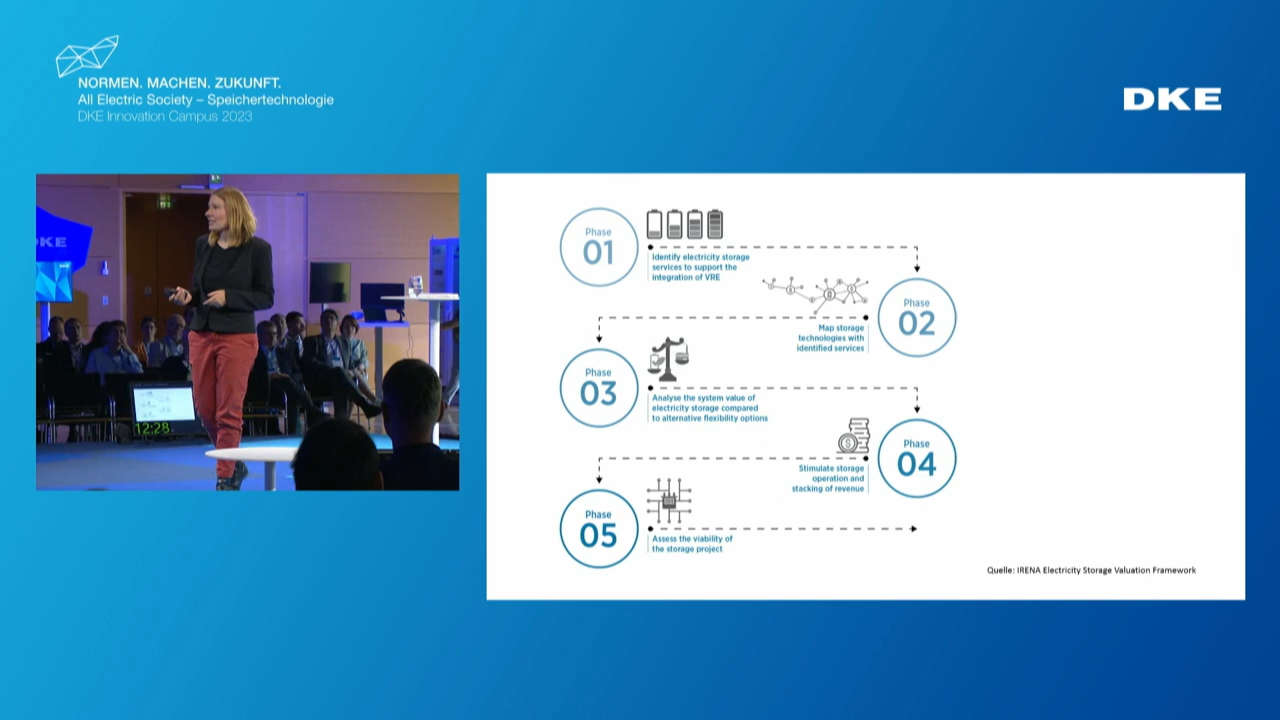 NORMEN. MACHEN. ZUKUNFT.
All Electric Society – Speichertechnologie
DKE Innovation Campus 2023
DKE
KE
12:28
Phase
01
Identify electricity storage
services to support the
integration of VRE
Phase
02
Map storage
technologies with
identified services
Phase
03
Analyse the system value of
electricity storage compared
to alternative flexibility options
Phase
04
Stimulate storage
operation and
stacking of revenue
Phase
05
Assess the viability of
the storage project
Quelle: IRENA Electricity Storage Valuation Framework